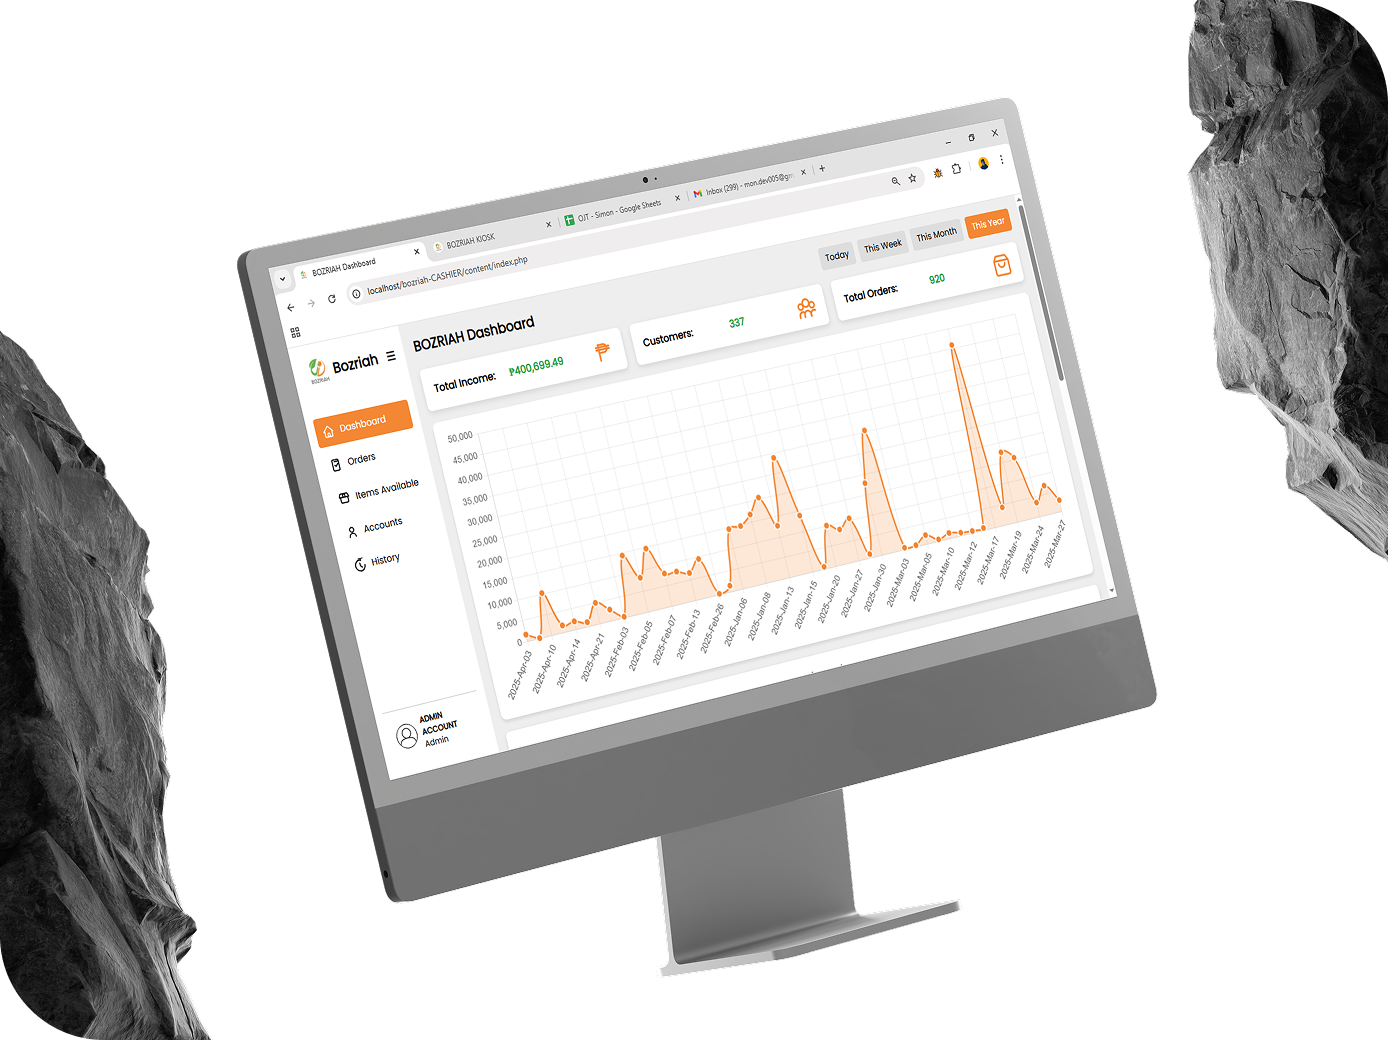 BOZRIAH Dashboard
BOZRIAH KIOSK
OJT - Simon - Google Sheets
Inbox (299) - mon.dev005@gm
localhost/bozriah-CASHIER/content/index.php
BOZRIAH
Bozriah
Dashboard
Orders
Items Available
Accounts
History
ADMIN
ACCOUNT
Admin
BOZRIAH Dashboard
Today
This Week
This Month
This Year
Total Income: ₱400,699.49
Customers: 337
Total Orders: 920
50,000
45,000
40,000
35,000
30,000
25,000
20,000
15,000
10,000
5,000
0
2025-Apr-03
2025-Apr-10
2025-Apr-14
2025-Apr-21
2025-Feb-03
2025-Feb-05
2025-Feb-07
2025-Feb-13
2025-Feb-26
2025-Jan-06
2025-Jan-08
2025-Jan-13
2025-Jan-15
2025-Jan-20
2025-Jan-27
2025-Jan-30
2025-Mar-03
2025-Mar-05
2025-Mar-10
2025-Mar-12
2025-Mar-17
2025-Mar-19
2025-Mar-24
2025-Mar-27